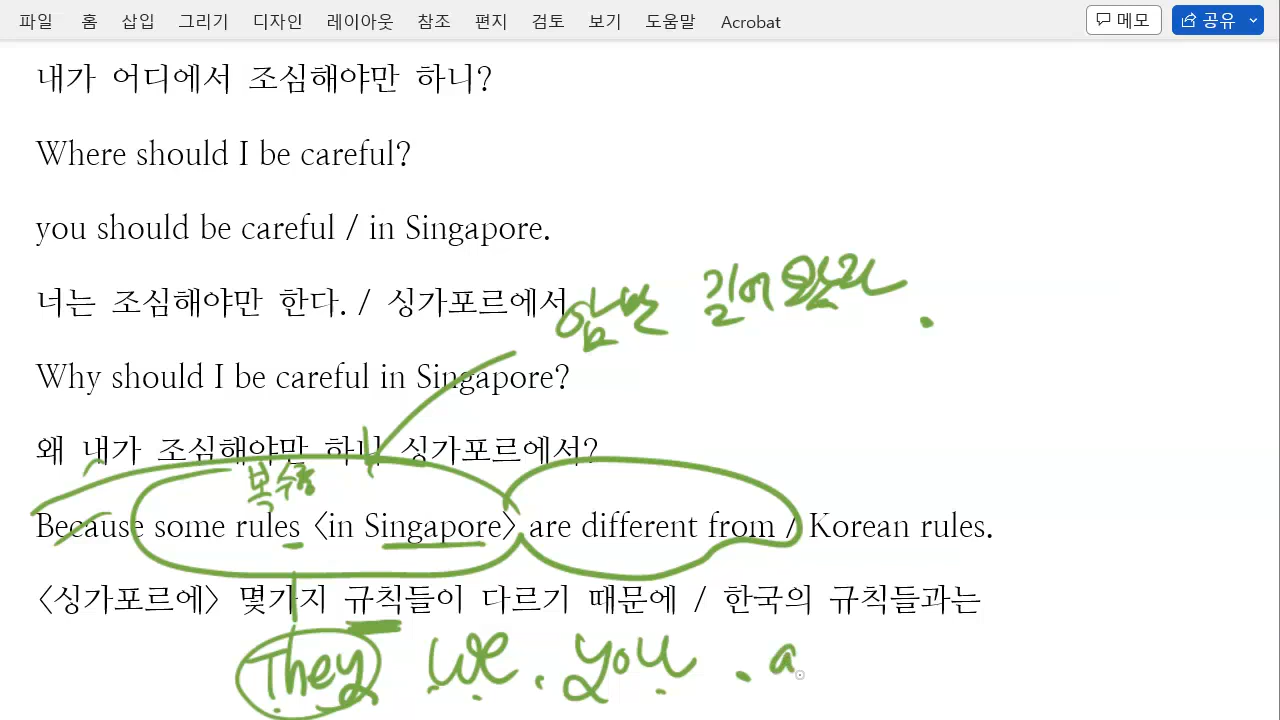 파일 홈 삽입 그리기 디자인 레이아웃 참조 편지 검토 보기 도움말 Acrobat 메모 공유
내가 어디에서 조심해야만 하니?
Where should I be careful?
you should be careful / in Singapore.
너는 조심해야만 한다. / 싱가포르에서
길어
Why should I be careful in Singapore?
왜 내가 조심해야만 하니 싱가포르에서?
복수
Because some rules 〈in Singapore〉 are different from / Korean rules.
〈싱가포르에〉 몇가지 규칙들이 다르기 때문에 / 한국의 규칙들과는
They we. you . a